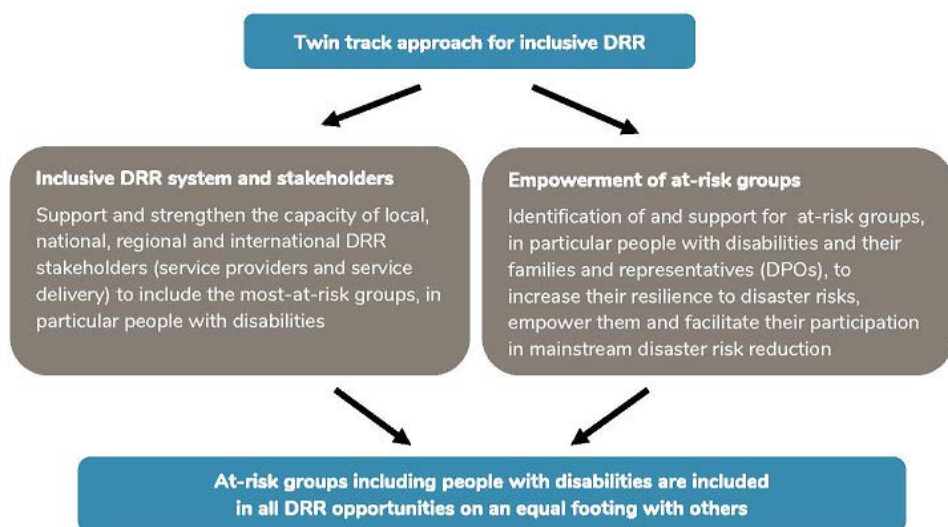 Twin track approach for inclusive DRR
Inclusive DRR system and stakeholders
Support and strengthen the capacity of local,
national, regional and international DRR
stakeholders (service providers and service
delivery) to include the most-at-risk groups, in
particular people with disabilities
Empowerment of at-risk groups
Identification of and support for at-risk groups,
in particular people with disabilities and their
families and representatives (DPOs), to
increase their resilience to disaster risks,
empower them and facilitate their participation
in mainstream disaster risk reduction
At-risk groups including people with disabilities are included
in all DRR opportunities on an equal footing with others